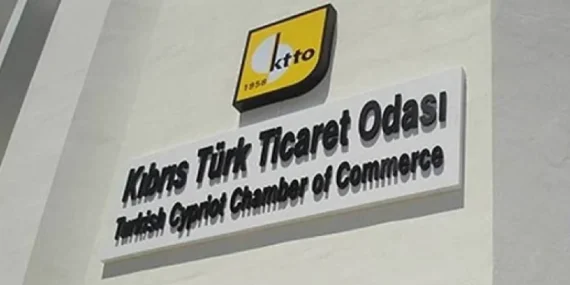 ktto
1958
Kıbrıs Türk Ticaret Odası
Turkish Cypriot Chamber of Commerce